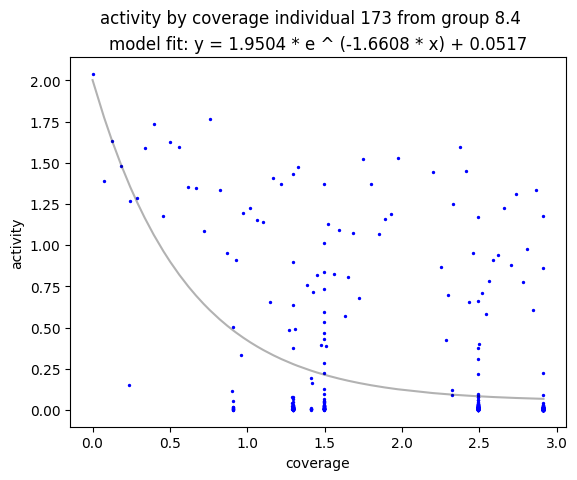 activity by coverage individual 173 from group 8.4
model fit: y = 1.9504 * e ^ (-1.6608 * x) + 0.0517
2.00
1.75
1.50
1.25
1.00
0.75
0.50
0.25
0.00
activity
0.0 0.5 1.0 1.5 2.0 2.5 3.0
coverage